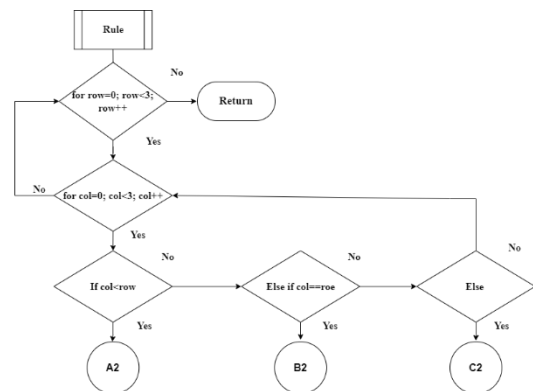 Rule
No
for row=0; row<3;
row++
Return
Yes
No
for col=0; col<3; col++
Yes
No
No
No
If col<row
Else if col==roe
Else
Yes
Yes
Yes
A2
B2
C2